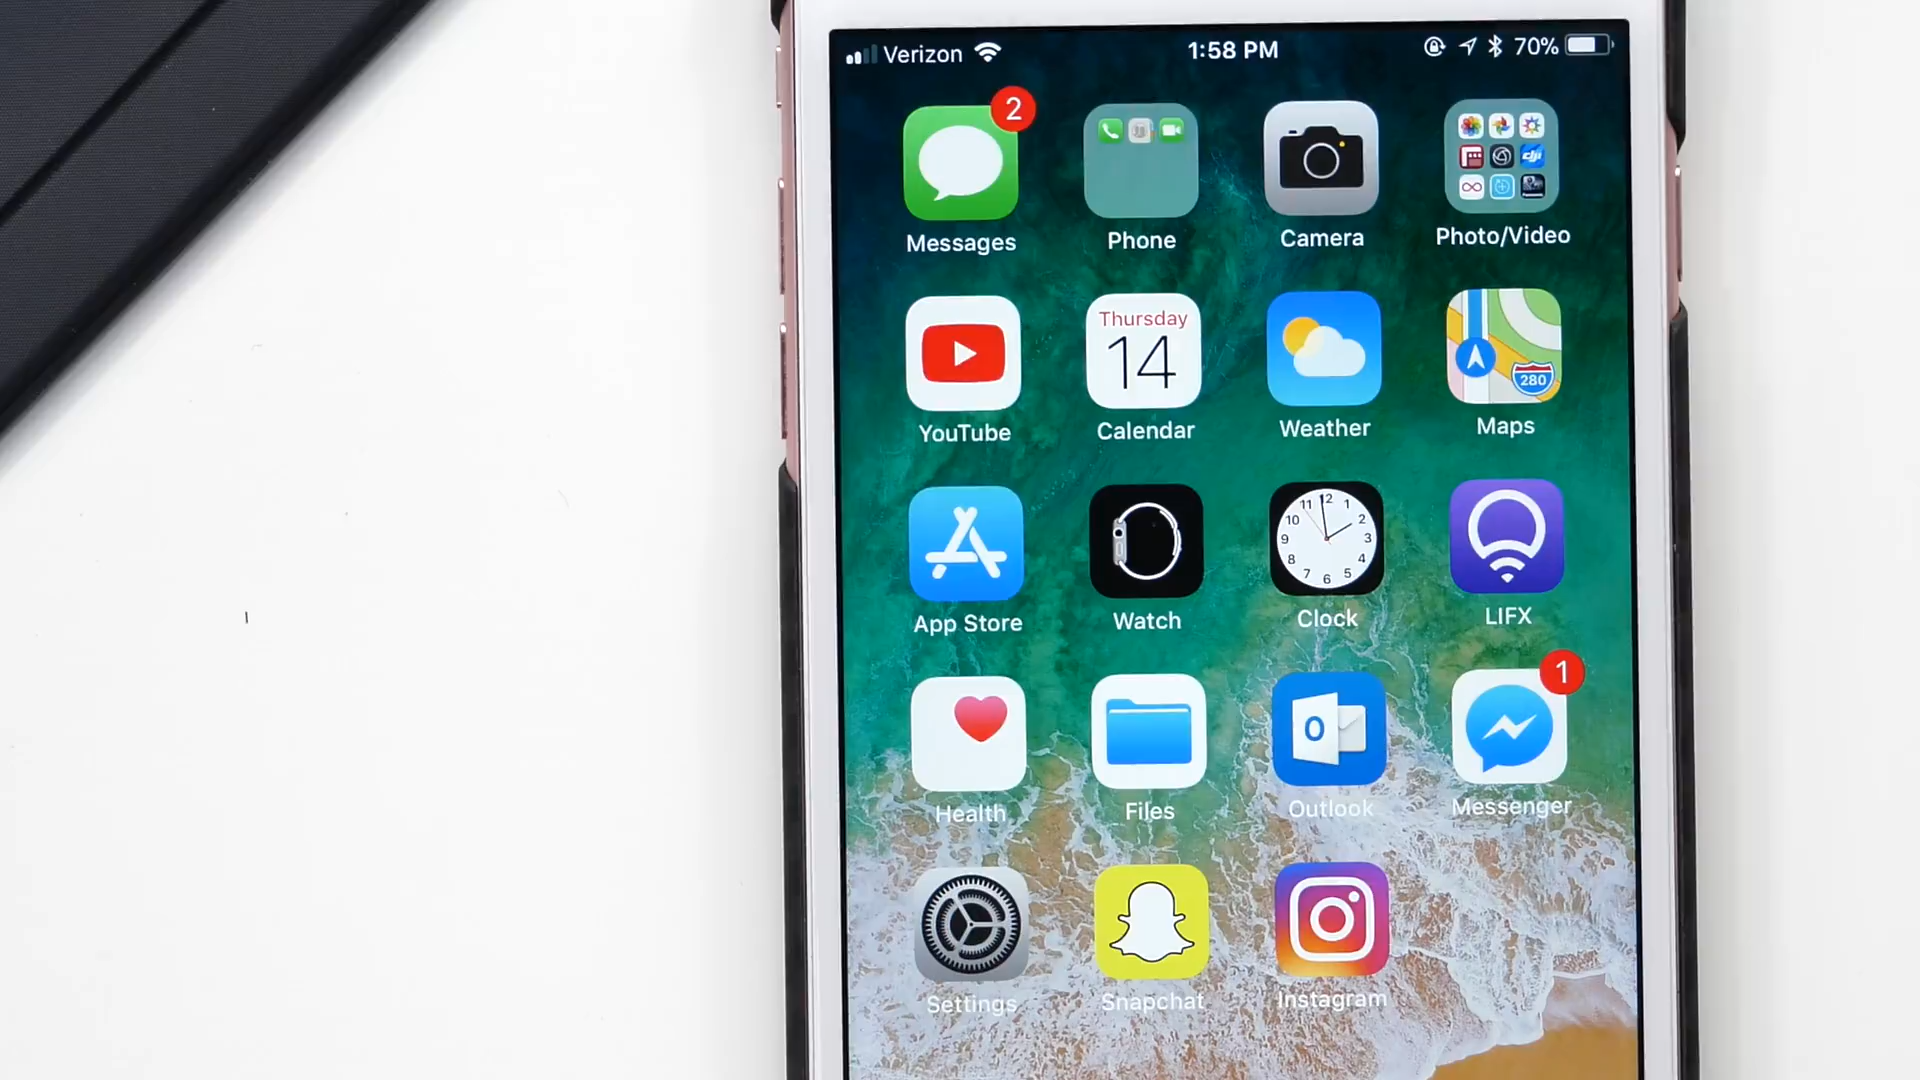 Verizon 1:58 PM 70%
2
Messages Phone Camera Photo/Video
Thursday
14
280
YouTube Calendar Weather Maps
11 12 1
10 2
9 3
8 4
7 6 5
App Store Watch Clock LIFX
1
O
Health Files Outlook Messenger
Settings Snapchat Instagram
dji